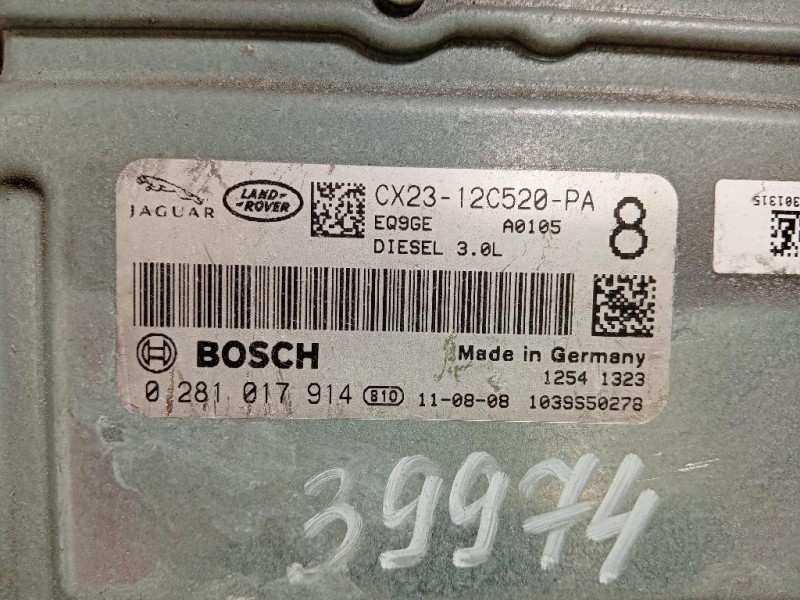 JAGUAR
LAND-
ROVER
CX23-12C520-PA
EQ9GE A0105
DIESEL 3.0L
8
301315
BOSCH
Made in Germany
1254 1323
0 281 017 914 810 11-08-08 1039S50278
39974